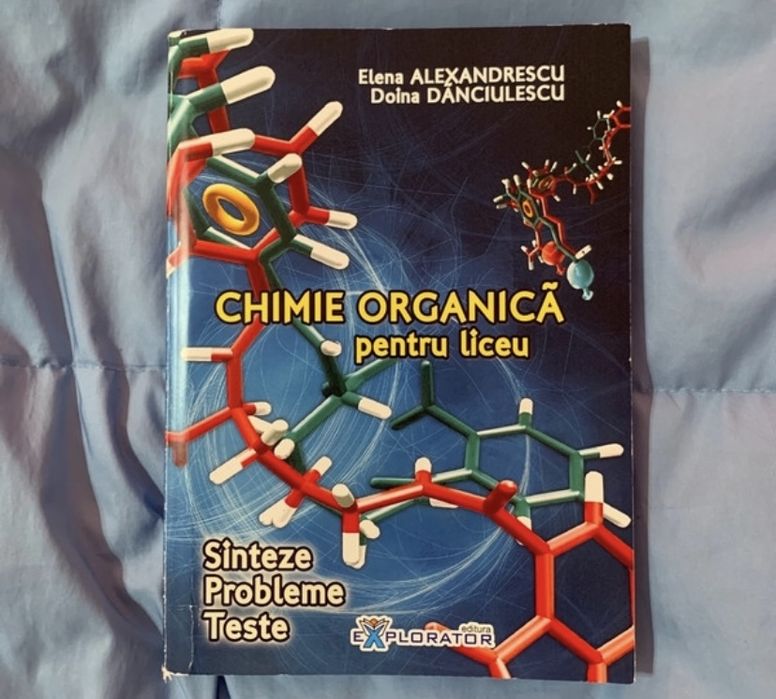 Elena ALEXANDRESCU
Doina DĂNCIULESCU
CHIMIE ORGANICĂ
pentru liceu
Sinteze
Probleme
Teste
editura
EXPLORATOR